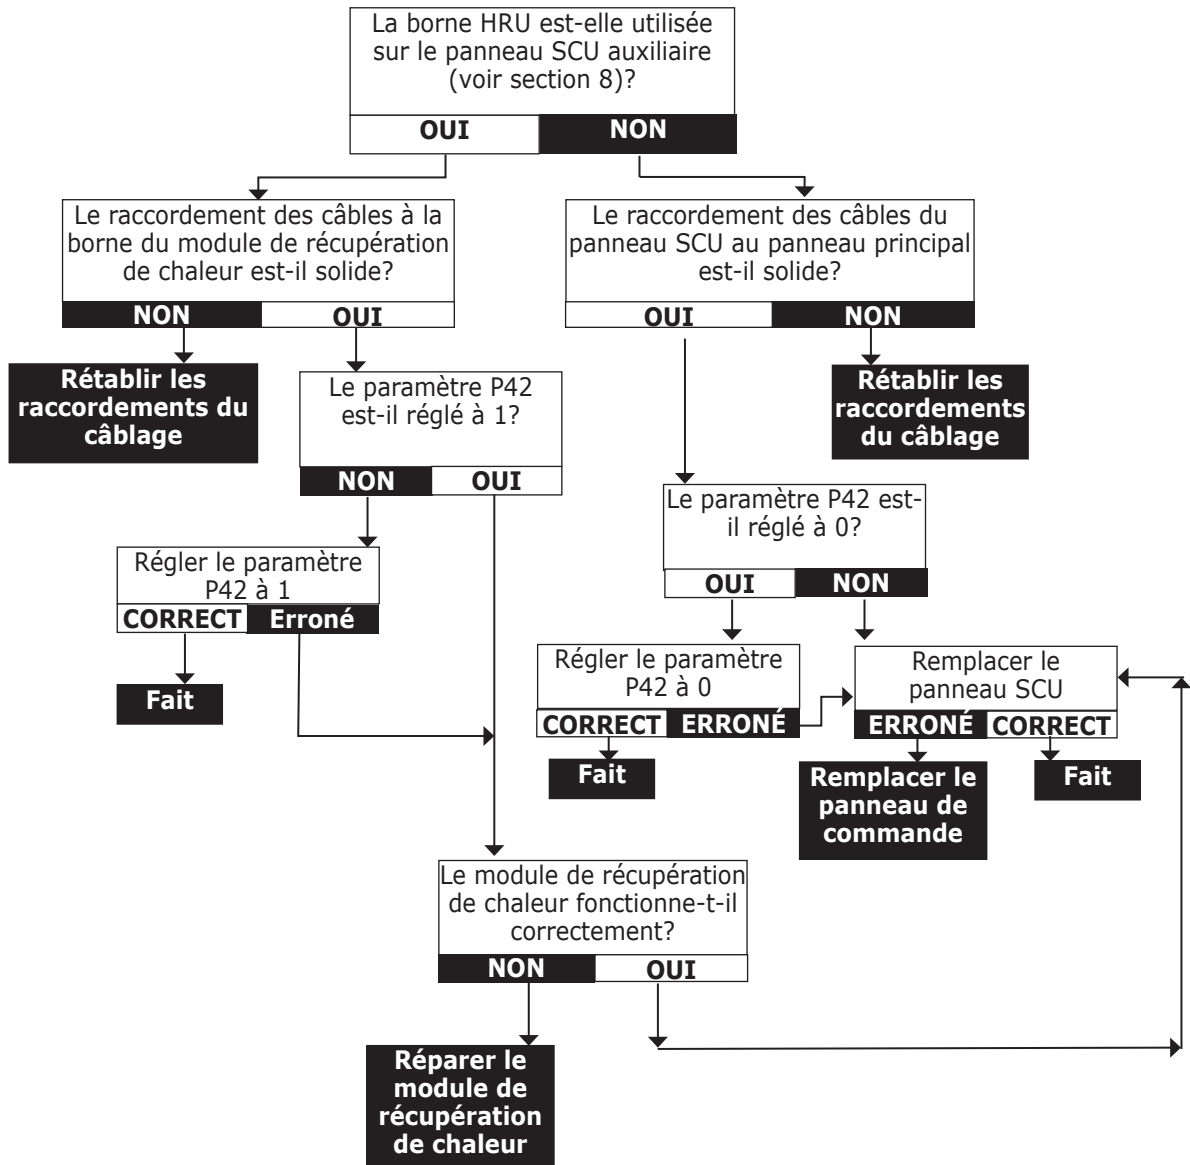 La borne HRU est-elle utilisée
sur le panneau SCU auxiliaire
(voir section 8)?
OUI
NON
Le raccordement des câbles à la
borne du module de récupération
de chaleur est-il solide?
NON
OUI
Le raccordement des câbles du
panneau SCU au panneau principal
est-il solide?
OUI
NON
Rétablir les
raccordements du
câblage
Le paramètre P42
est-il réglé à 1?
NON
OUI
Rétablir les
raccordements
du câblage
Le paramètre P42 est-
il réglé à 0?
OUI
NON
Régler le paramètre
P42 à 1
CORRECT
Erroné
Fait
Régler le paramètre
P42 à 0
CORRECT
ERRONÉ
Fait
Remplacer le
panneau SCU
ERRONÉ
CORRECT
Remplacer le
panneau de
commande
Fait
Le module de récupération
de chaleur fonctionne-t-il
correctement?
NON
OUI
Réparer le
module de
récupération
de chaleur